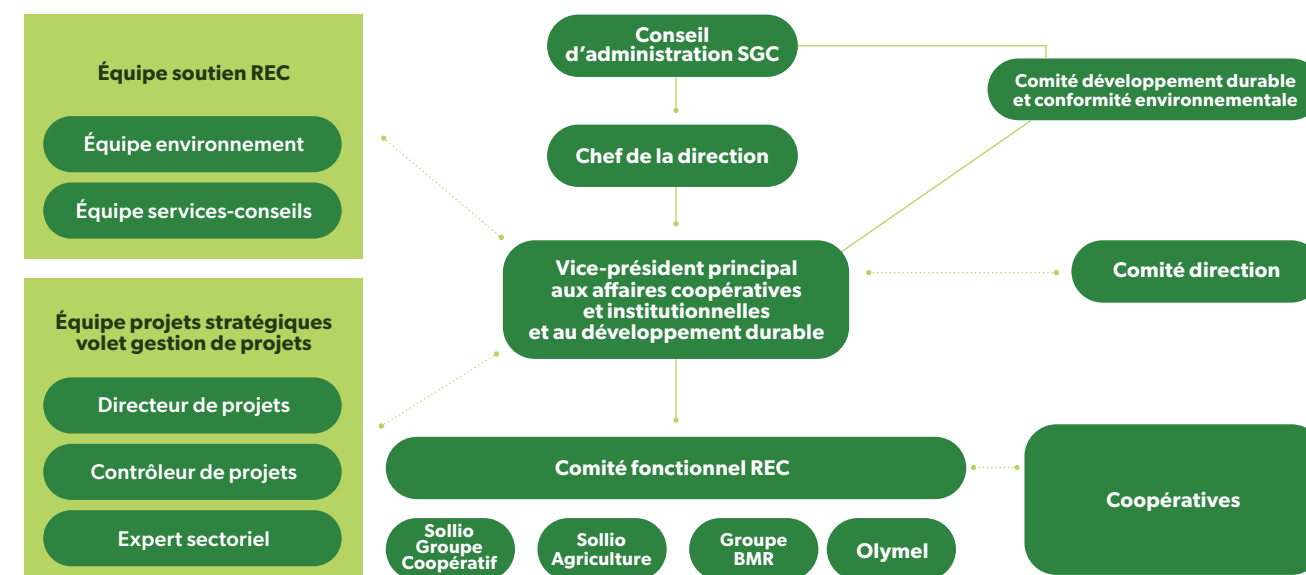 Équipe soutien REC
Équipe environnement
Équipe services-conseils
Équipe projets stratégiques
volet gestion de projets
Directeur de projets
Contrôleur de projets
Expert sectoriel
Conseil
d'administration SGC
Comité développement durable
et conformité environnementale
Chef de la direction
Vice-président principal
aux affaires coopératives
et institutionnelles
et au développement durable
Comité direction
Comité fonctionnel REC
Coopératives
Sollio
Groupe
Coopératif
Sollio
Agriculture
Groupe
BMR
Olymel